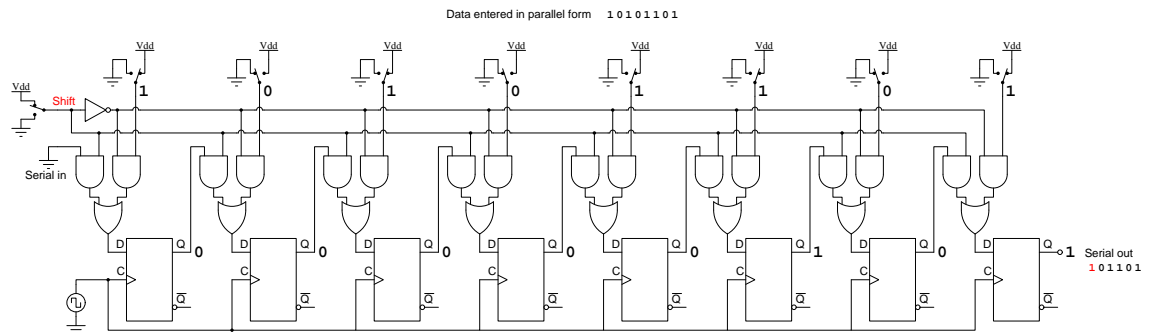 Data entered in parallel form 1 0 1 0 1 1 0 1
Vdd Vdd Vdd Vdd Vdd Vdd Vdd Vdd
Vdd
Shift
1 0 1 0 1 1 0 1
Serial in
D Q D Q D Q D Q D Q D Q D Q D Q
0 0 0 0 0 1 0 1 Serial out
C C C C C C C C
1 0 1 1 0 1
Q Q Q Q Q Q Q Q